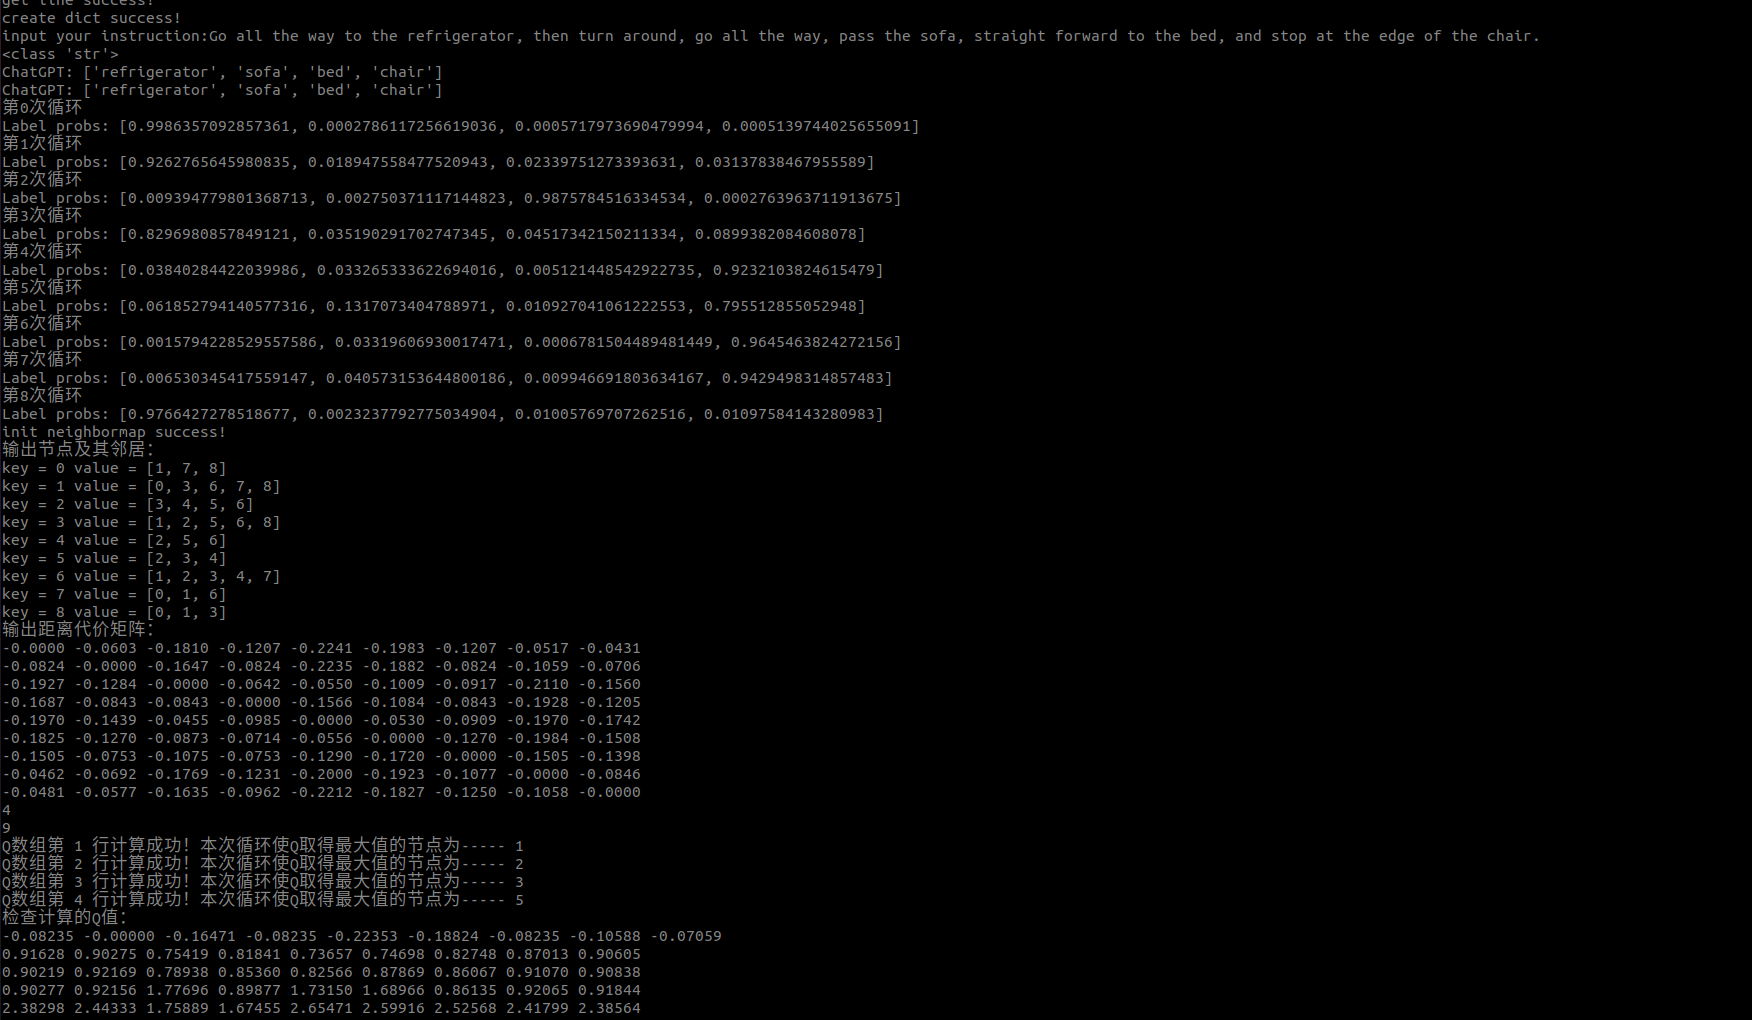 get line success!
create dict success!
input your instruction:Go all the way to the refrigerator, then turn around, go all the way, pass the sofa, straight forward to the bed, and stop at the edge of the chair.
<class 'str'>
ChatGPT: ['refrigerator', 'sofa', 'bed', 'chair']
ChatGPT: ['refrigerator', 'sofa', 'bed', 'chair']
第0次循环
Label probs: [0.9986357092857361, 0.0002786117256619036, 0.0005717973690479994, 0.0005139744025655091]
第1次循环
Label probs: [0.9262765645980835, 0.018947558477520943, 0.02339751273393631, 0.03137838467955589]
第2次循环
Label probs: [0.009394779801368713, 0.002750371117144823, 0.9875784516334534, 0.0002763963711913675]
第3次循环
Label probs: [0.8296980857849121, 0.035190291702747345, 0.04517342150211334, 0.0899382084608078]
第4次循环
Label probs: [0.03840284422039986, 0.033265333622694016, 0.005121448542922735, 0.9232103824615479]
第5次循环
Label probs: [0.061852794140577316, 0.1317073404788971, 0.010927041061222553, 0.795512855052948]
第6次循环
Label probs: [0.0015794228529557586, 0.03319606930017471, 0.0006781504489481449, 0.9645463824272156]
第7次循环
Label probs: [0.006530345417559147, 0.040573153644800186, 0.009946691803634167, 0.9429498314857483]
第8次循环
Label probs: [0.9766427278518677, 0.0023237792775034904, 0.01005769707262516, 0.01097584143280983]
init neighbormap success!
输出节点及其邻居：
key = 0 value = [1, 7, 8]
key = 1 value = [0, 3, 6, 7, 8]
key = 2 value = [3, 4, 5, 6]
key = 3 value = [1, 2, 5, 6, 8]
key = 4 value = [2, 5, 6]
key = 5 value = [2, 3, 4]
key = 6 value = [1, 2, 3, 4, 7]
key = 7 value = [0, 1, 6]
key = 8 value = [0, 1, 3]
输出距离代价矩阵：
-0.0000 -0.0603 -0.1810 -0.1207 -0.2241 -0.1983 -0.1207 -0.0517 -0.0431
-0.0824 -0.0000 -0.1647 -0.0824 -0.2235 -0.1882 -0.0824 -0.1059 -0.0706
-0.1927 -0.1284 -0.0000 -0.0642 -0.0550 -0.1009 -0.0917 -0.2110 -0.1560
-0.1687 -0.0843 -0.0843 -0.0000 -0.1566 -0.1084 -0.0843 -0.1928 -0.1205
-0.1970 -0.1439 -0.0455 -0.0985 -0.0000 -0.0530 -0.0909 -0.1970 -0.1742
-0.1825 -0.1270 -0.0873 -0.0714 -0.0556 -0.0000 -0.1270 -0.1984 -0.1508
-0.1505 -0.0753 -0.1075 -0.0753 -0.1290 -0.1720 -0.0000 -0.1505 -0.1398
-0.0462 -0.0692 -0.1769 -0.1231 -0.2000 -0.1923 -0.1077 -0.0000 -0.0846
-0.0481 -0.0577 -0.1635 -0.0962 -0.2212 -0.1827 -0.1250 -0.1058 -0.0000
4
9
Q数组第 1 行计算成功！本次循环使Q取得最大值的节点为----- 1
Q数组第 2 行计算成功！本次循环使Q取得最大值的节点为----- 2
Q数组第 3 行计算成功！本次循环使Q取得最大值的节点为----- 3
Q数组第 4 行计算成功！本次循环使Q取得最大值的节点为----- 5
检查计算的Q值：
-0.08235 -0.00000 -0.16471 -0.08235 -0.22353 -0.18824 -0.08235 -0.10588 -0.07059
0.91628 0.90275 0.75419 0.81841 0.73657 0.74698 0.82748 0.87013 0.90605
0.90219 0.92169 0.78938 0.85360 0.82566 0.87869 0.86067 0.91070 0.90838
0.90277 0.92156 1.77696 0.89877 1.73150 1.68966 0.86135 0.92065 0.91844
2.38298 2.44333 1.75889 1.67455 2.65471 2.59916 2.52568 2.41799 2.38564